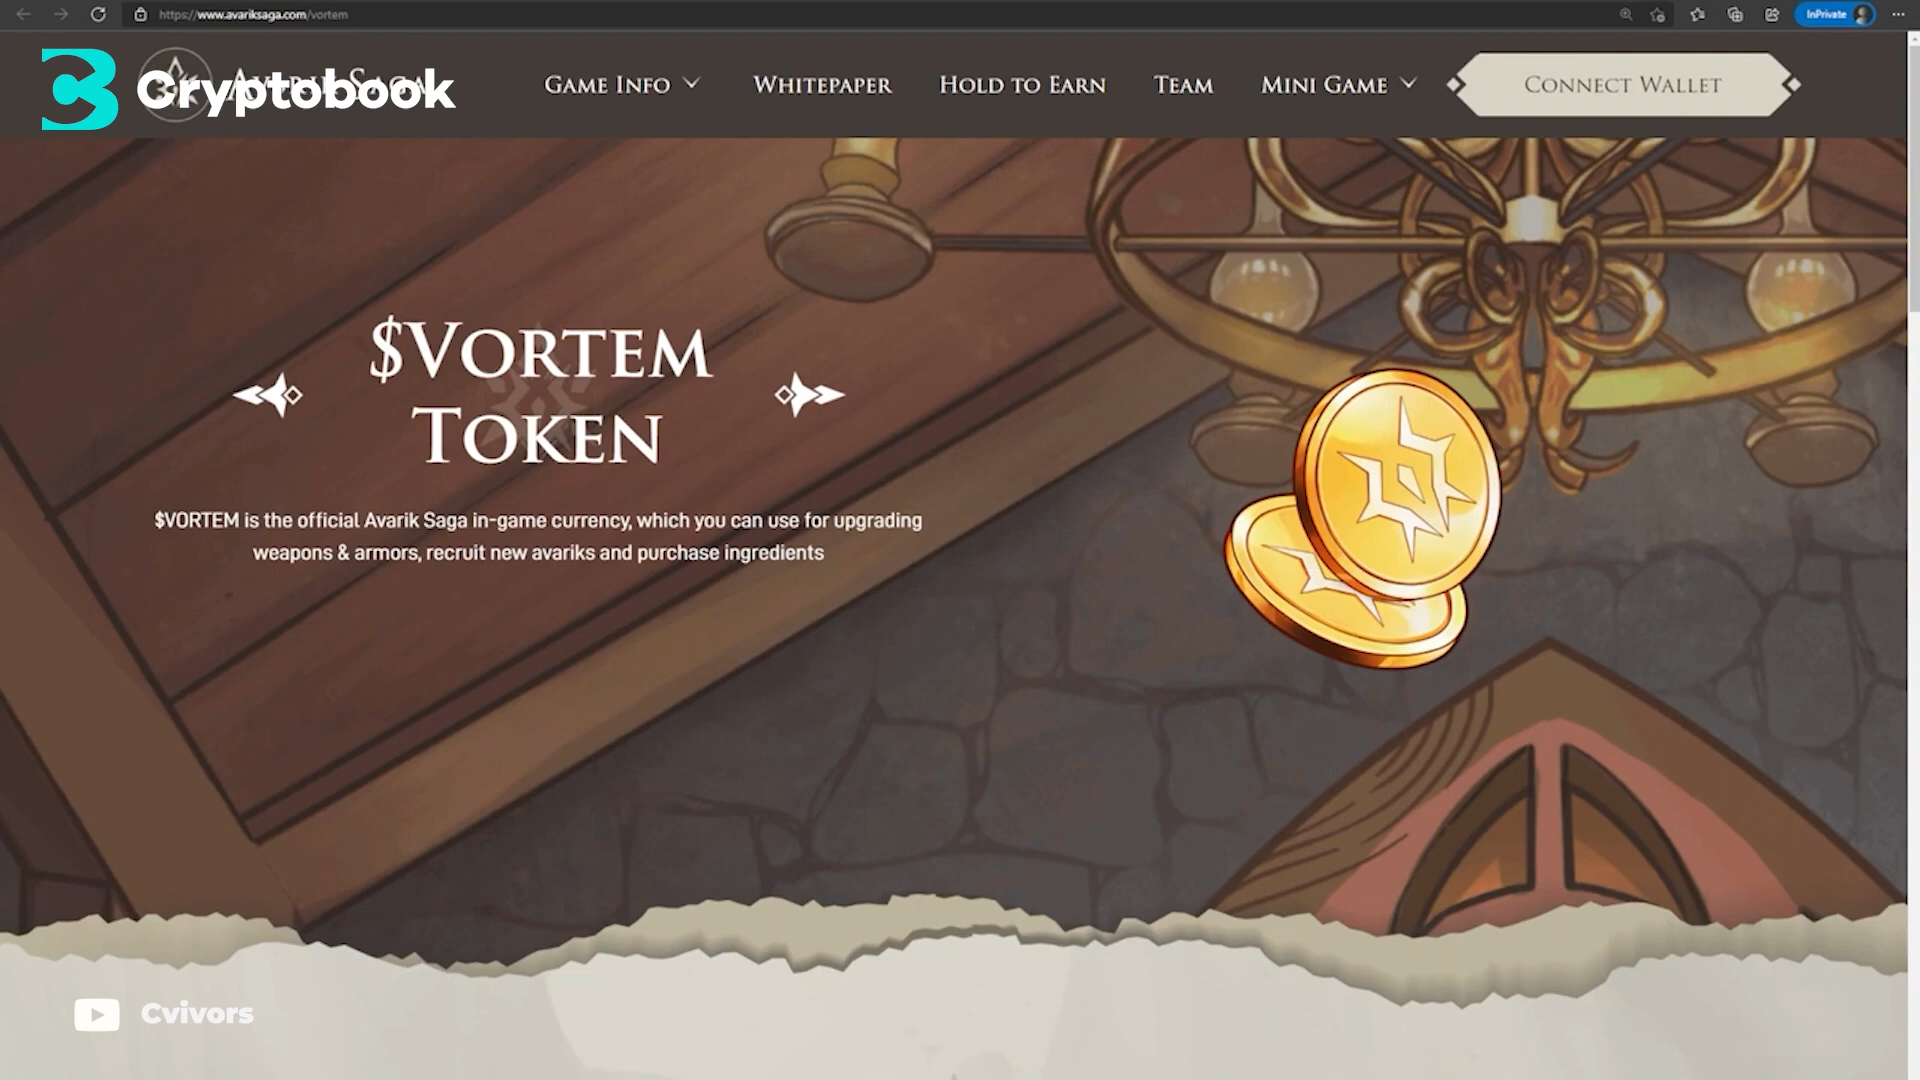 https://www.avariksaga.com/vortem
InPrivate
Cryptobook
Avarik Saga
Game Info
Whitepaper
Hold to Earn
Team
Mini Game
Connect Wallet
$Vortem
Token
$VORTEM is the official Avarik Saga in-game currency, which you can use for upgrading
weapons & armors, recruit new avariks and purchase ingredients
Cvivors